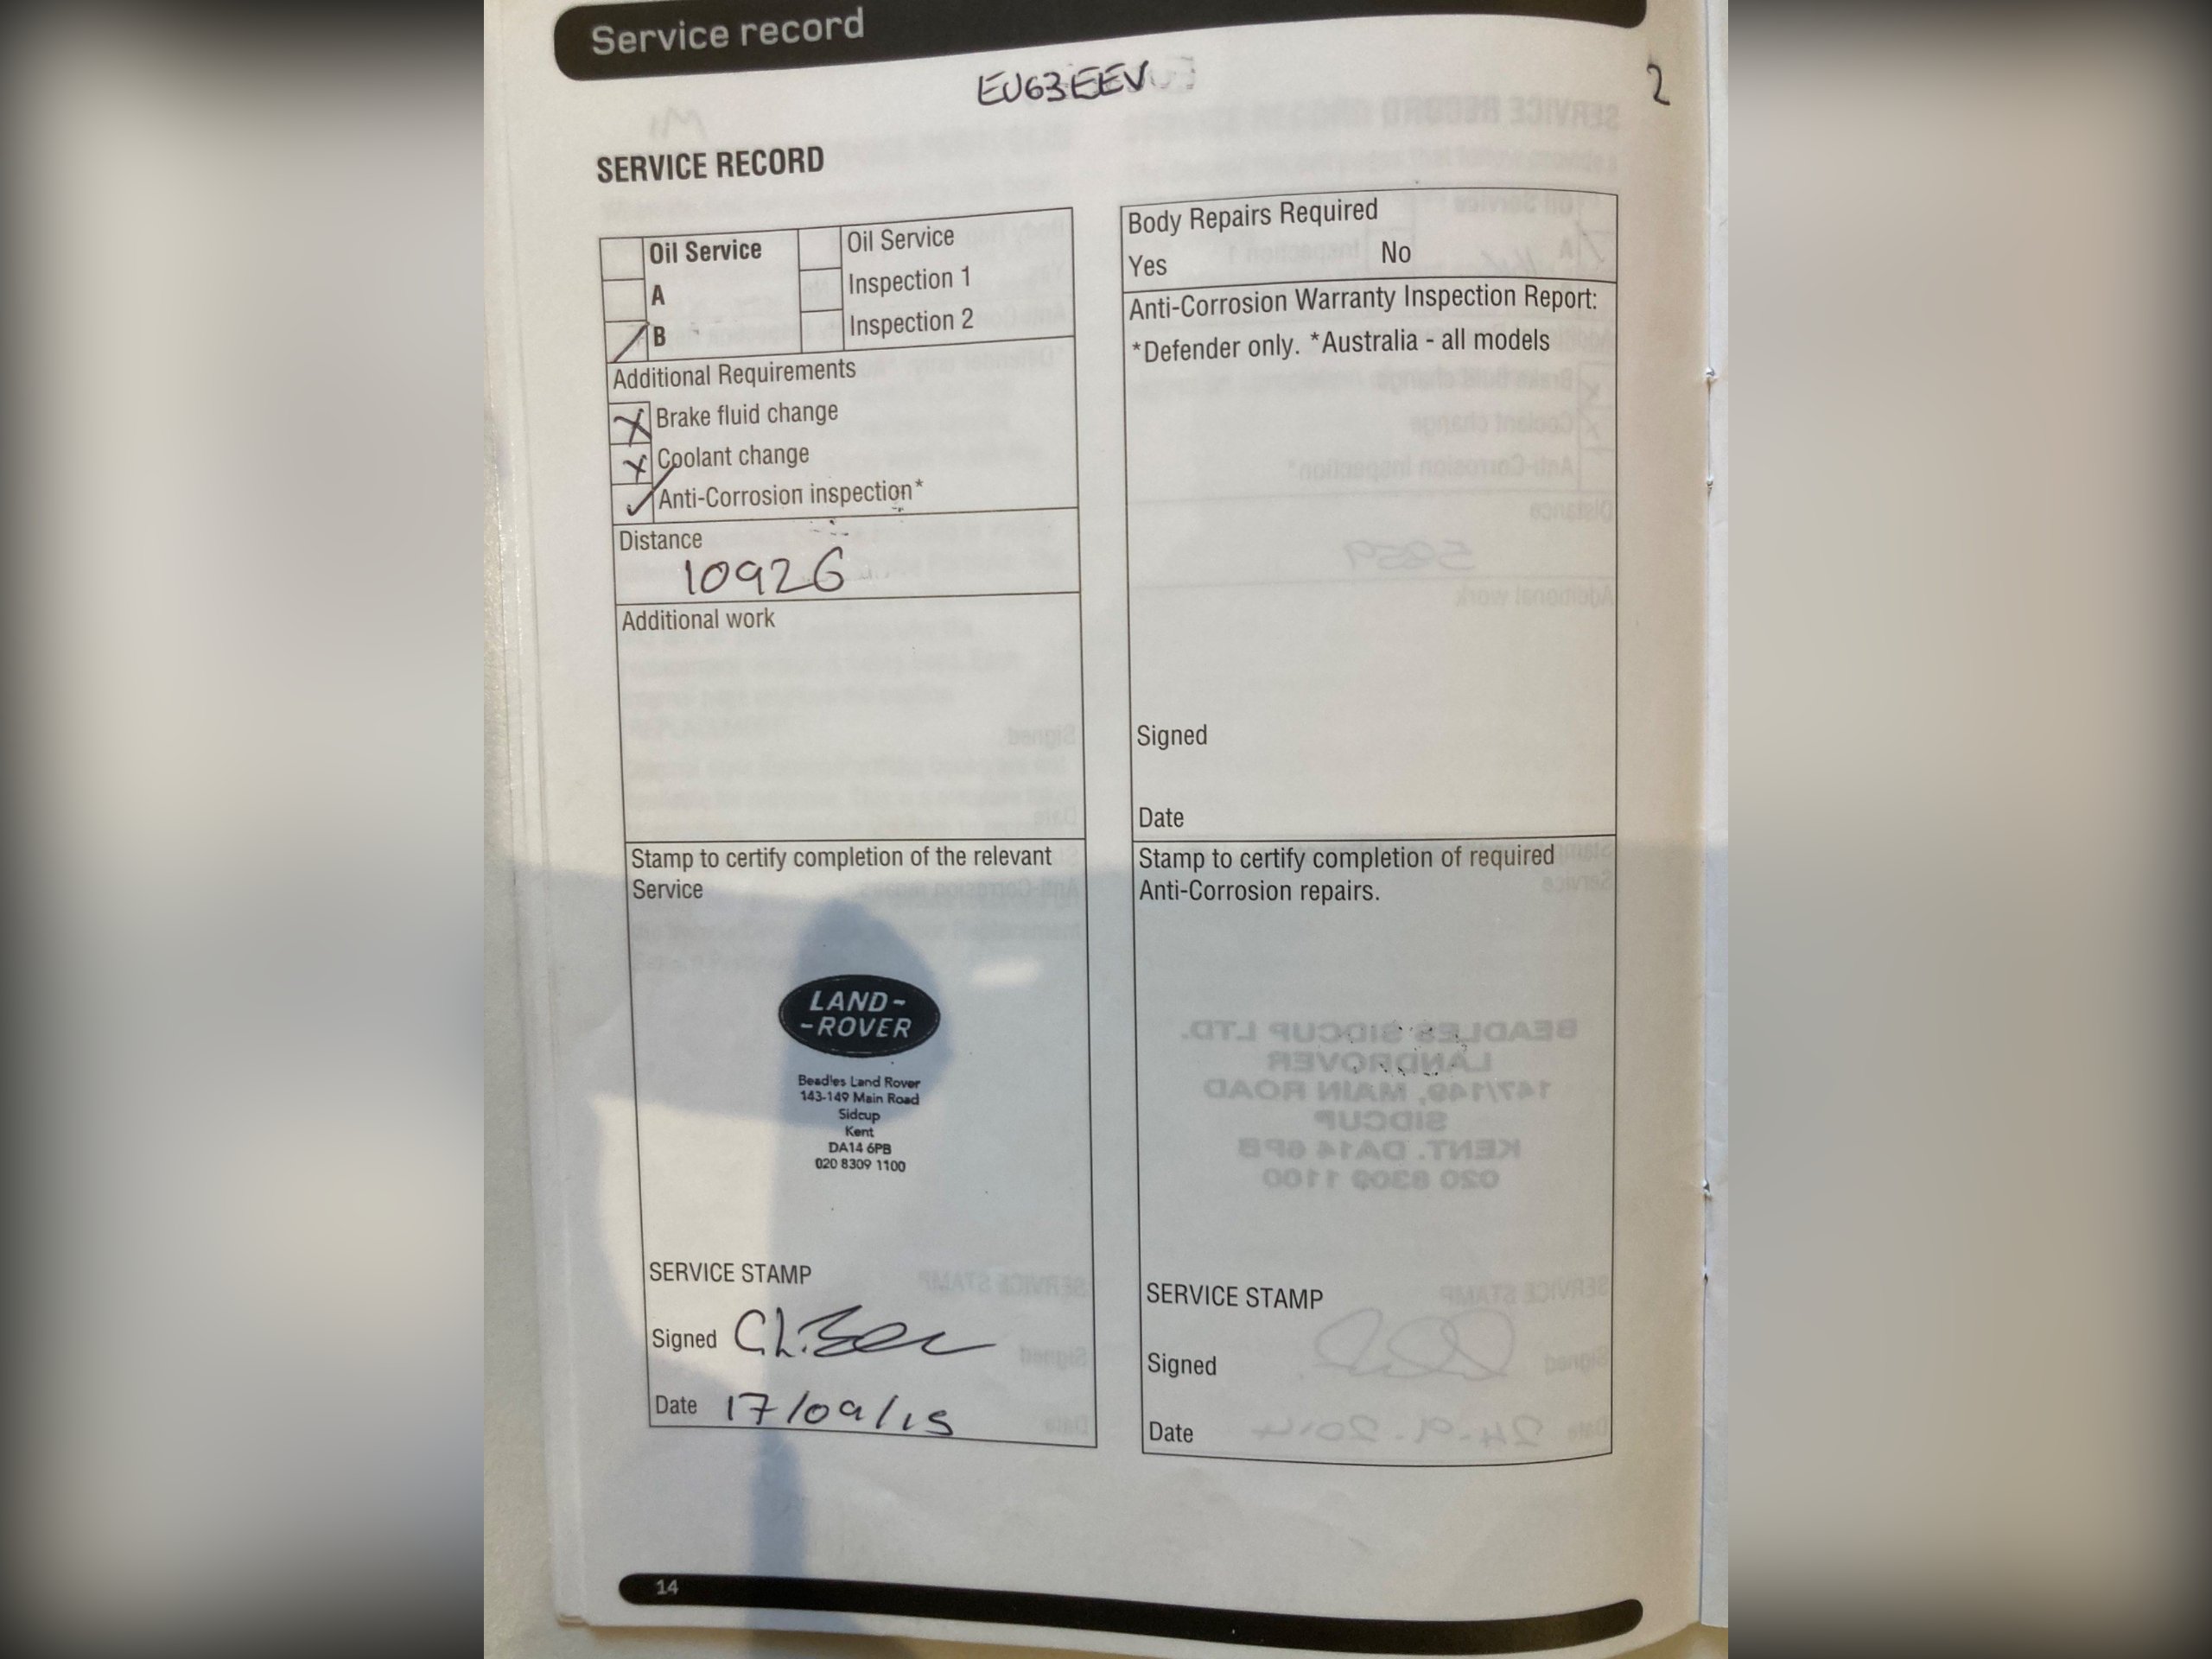 Service record
EU63EEV
2
SERVICE RECORD
Oil Service
A
B
Oil Service
Inspection 1
Inspection 2
Additional Requirements
Brake fluid change
Coolant change
Anti-Corrosion inspection*
Distance
10926
Additional work
Stamp to certify completion of the relevant
Service
LAND-
-ROVER
Beadles Land Rover
143-149 Main Road
Sidcup
Kent
DA14 6PB
020 8309 1100
SERVICE STAMP
Signed
Date 17/09/15
Body Repairs Required
Yes No
Anti-Corrosion Warranty Inspection Report:
*Defender only. *Australia - all models
Signed
Date
Stamp to certify completion of required
Anti-Corrosion repairs.
SERVICE STAMP
Signed
Date
14